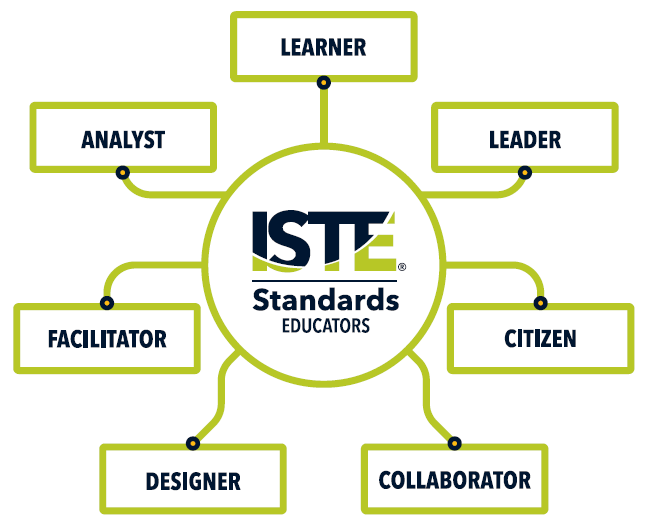 LEARNER
ANALYST
LEADER
ISTE®
Standards
EDUCATORS
FACILITATOR
CITIZEN
DESIGNER
COLLABORATOR